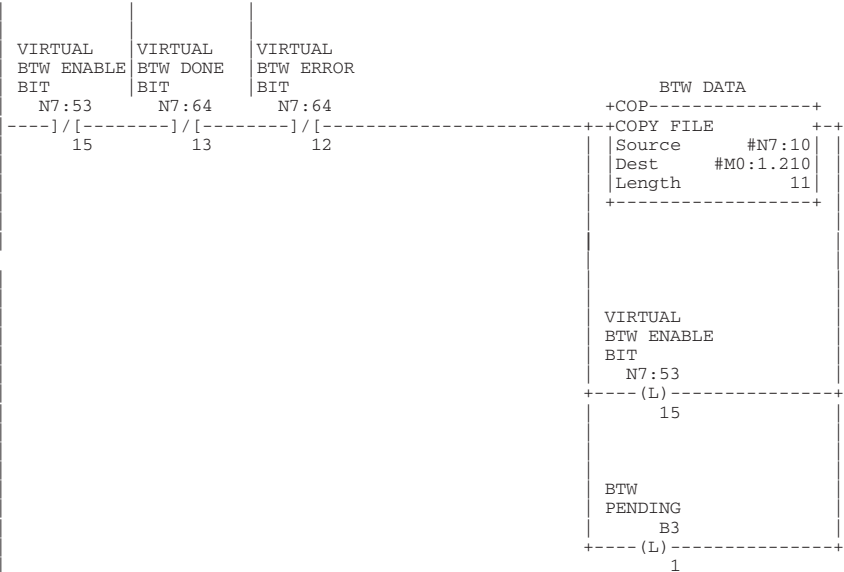 VIRTUAL VIRTUAL VIRTUAL
BTW ENABLE BTW DONE BTW ERROR
BIT BIT BIT BTW DATA
N7:53 N7:64 N7:64 +COP---------------+
----]/[--------]/[--------]/[------------------------+-+COPY FILE +-+
15 13 12 Source #N7:10
Dest #M0:1.210
Length 11
+------------------+
VIRTUAL
BTW ENABLE
BIT
N7:53
+----(L)---------------+
15
BTW
PENDING
B3
+----(L)---------------+
1